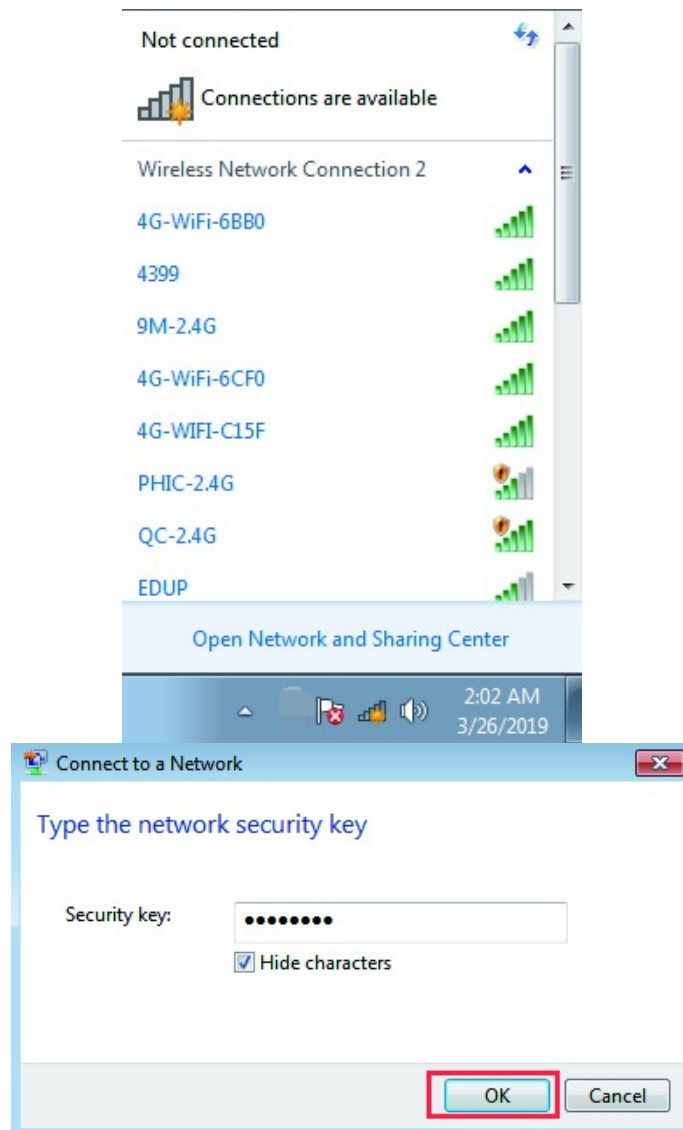 Not connected
Connections are available
Wireless Network Connection 2
4G-WiFi-6BB0
4399
9M-2.4G
4G-WiFi-6CF0
4G-WIFI-C15F
PHIC-2.4G
QC-2.4G
EDUP
Open Network and Sharing Center
2:02 AM
3/26/2019
Connect to a Network
Type the network security key
Security key: ••••••••
Hide characters
OK Cancel